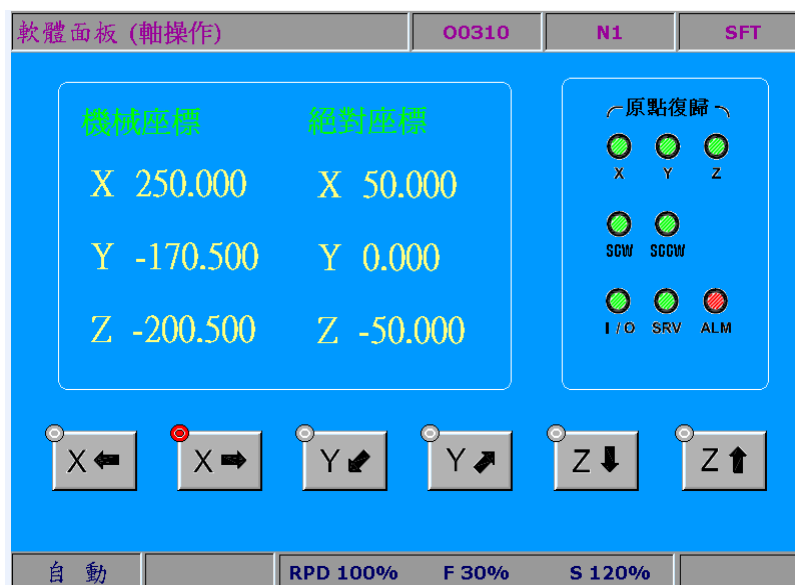 軟體面板 (軸操作) O0310 N1 SFT
機械座標 絕對座標
X 250.000 X 50.000
Y -170.500 Y 0.000
Z -200.500 Z -50.000
原點復歸
X Y Z
SCW SCCW
I / O SRV ALM
X X Y Y Z Z
自 動 RPD 100% F 30% S 120%